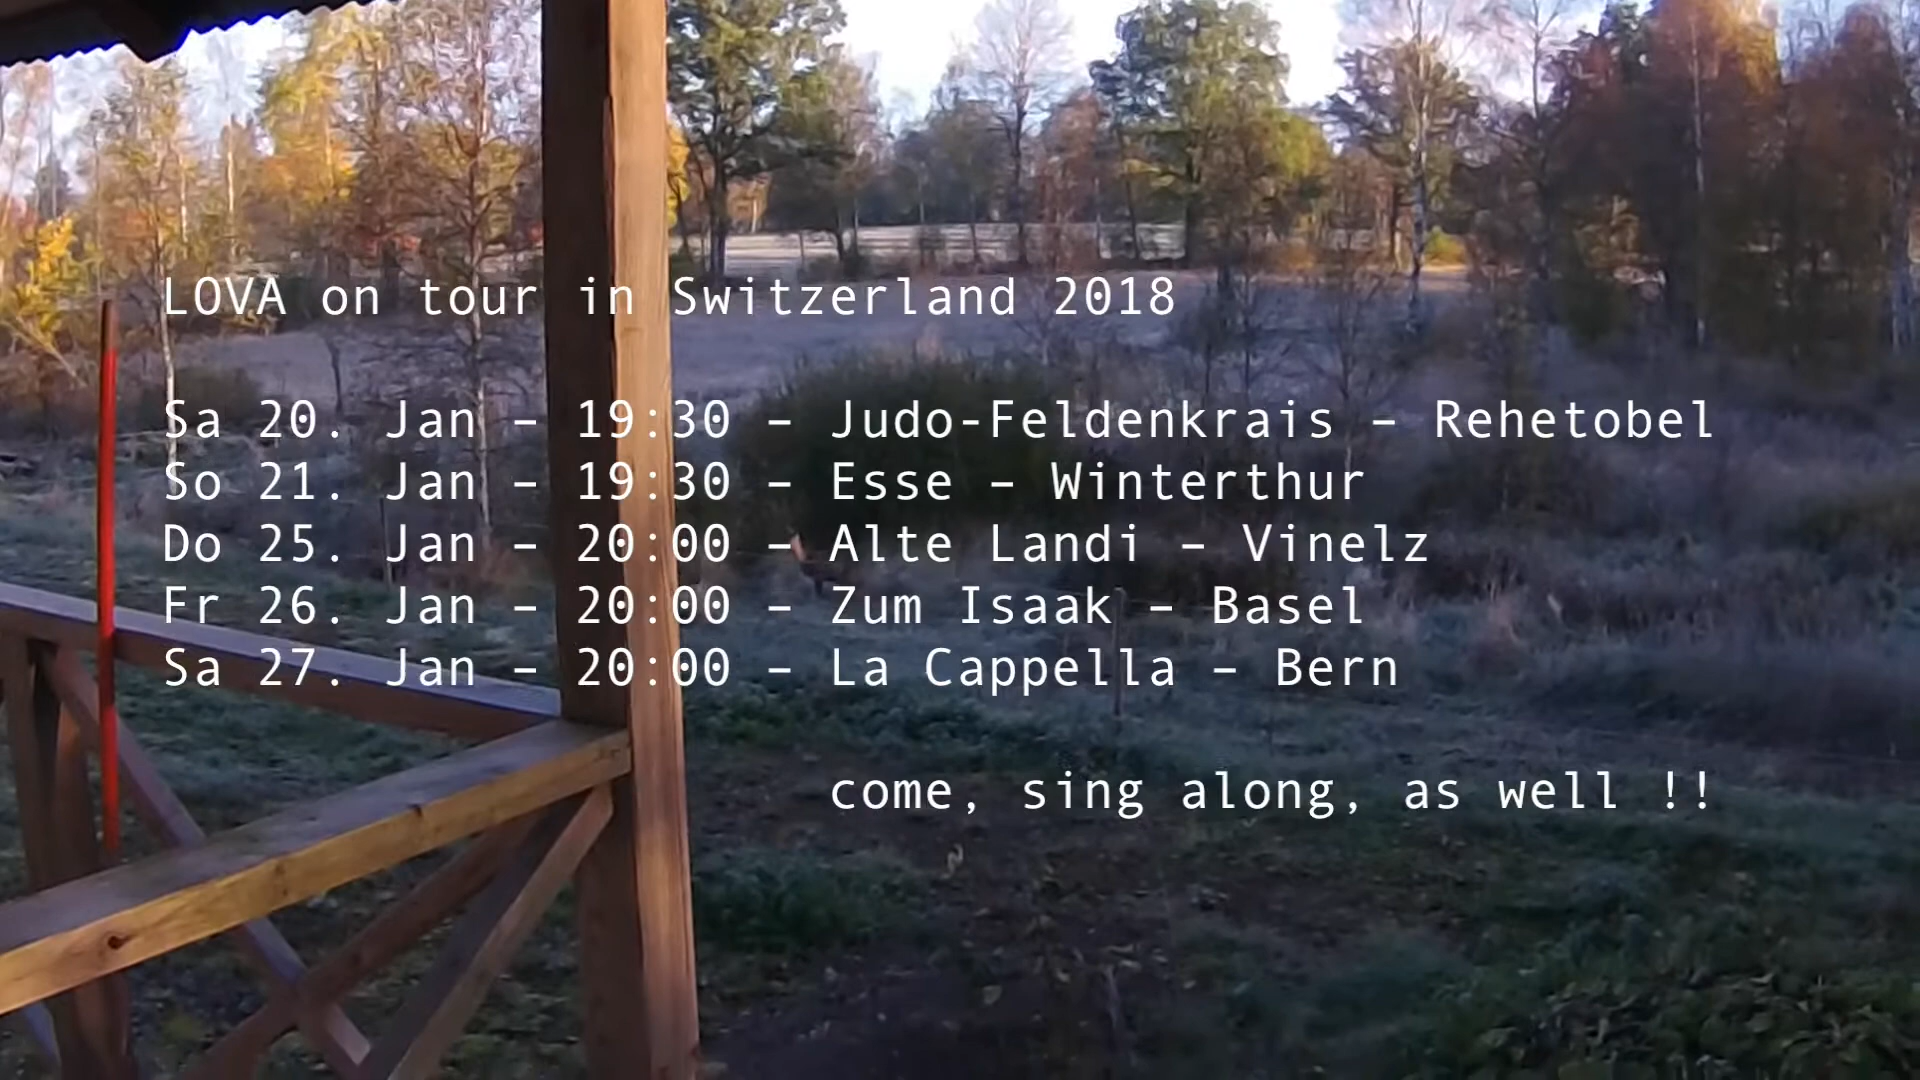 LOVA on tour in Switzerland 2018
Sa 20. Jan – 19:30 – Judo-Feldenkrais – Rehetobel
So 21. Jan – 19:30 – Esse – Winterthur
Do 25. Jan – 20:00 – Alte Landi – Vinelz
Fr 26. Jan – 20:00 – Zum Isaak – Basel
Sa 27. Jan – 20:00 – La Cappella – Bern
come, sing along, as well !!